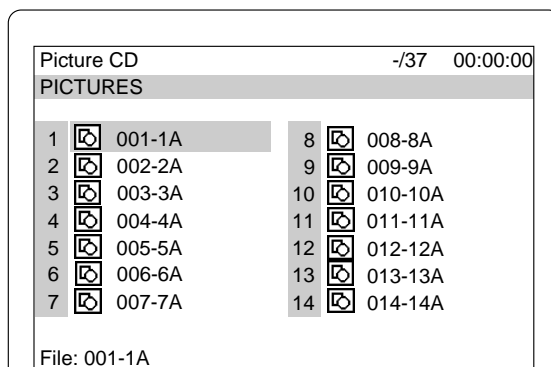 Picture CD -/37 00:00:00
PICTURES
1 001-1A
2 002-2A
3 003-3A
4 004-4A
5 005-5A
6 006-6A
7 007-7A
8 008-8A
9 009-9A
10 010-10A
11 011-11A
12 012-12A
13 013-13A
14 014-14A
File: 001-1A